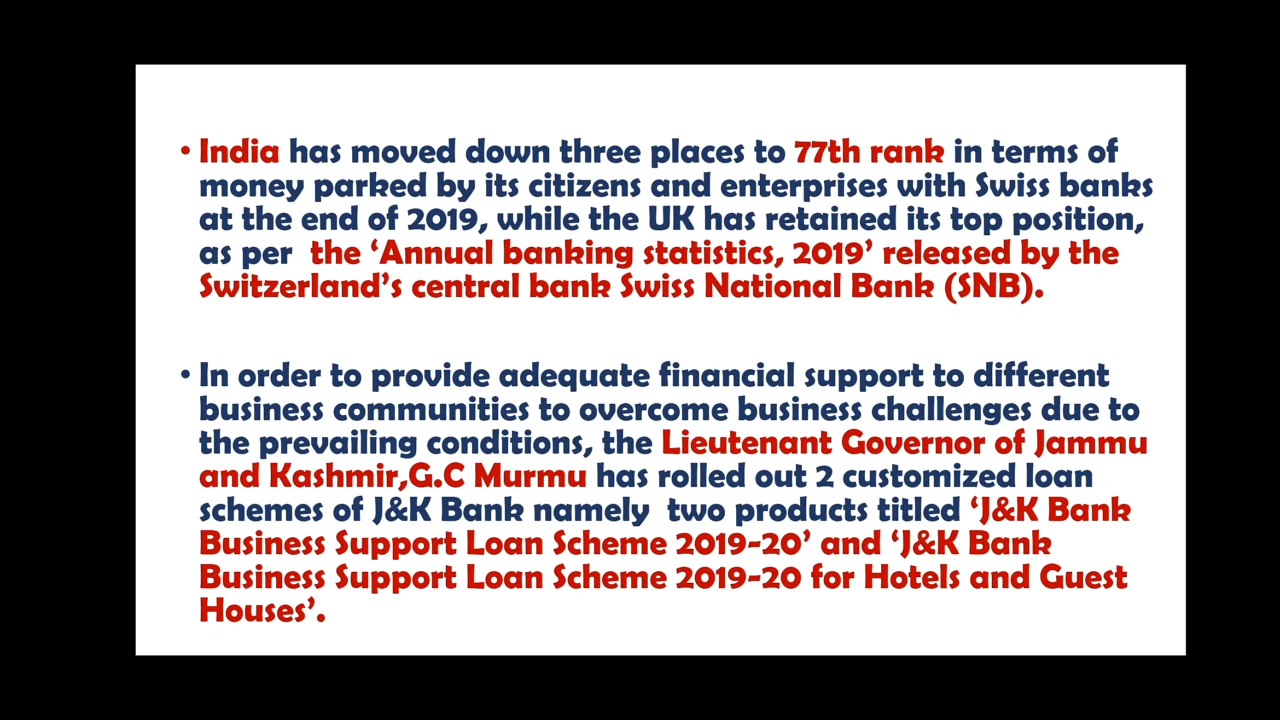 • India has moved down three places to 77th rank in terms of
money parked by its citizens and enterprises with Swiss banks
at the end of 2019, while the UK has retained its top position,
as per  the ‘Annual banking statistics, 2019’ released by the
Switzerland’s central bank Swiss National Bank (SNB).
• In order to provide adequate financial support to different
business communities to overcome business challenges due to
the prevailing conditions, the Lieutenant Governor of Jammu
and Kashmir,G.C Murmu has rolled out 2 customized loan
schemes of J&K Bank namely  two products titled ‘J&K Bank
Business Support Loan Scheme 2019-20’ and ‘J&K Bank
Business Support Loan Scheme 2019-20 for Hotels and Guest
Houses’.